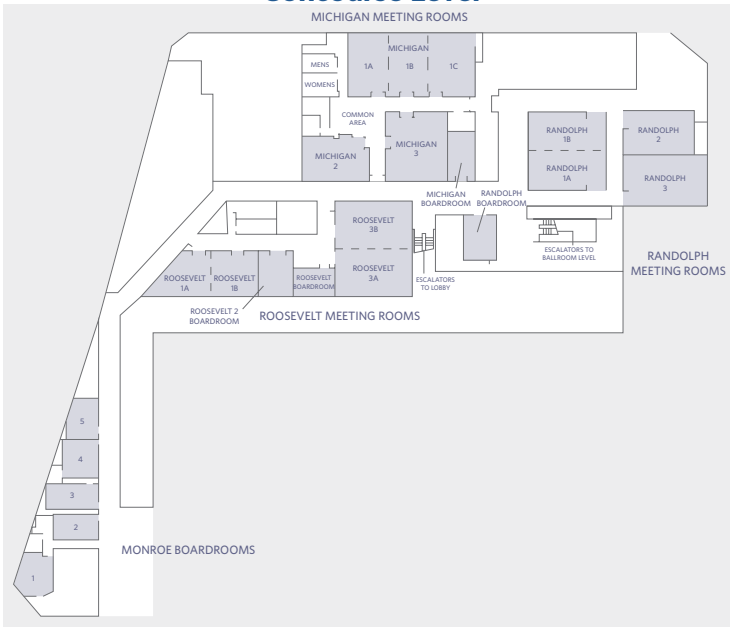 MICHIGAN MEETING ROOMS
MICHIGAN
1A
1B
1C
MENS
WOMENS
COMMON
AREA
MICHIGAN
2
MICHIGAN
3
MICHIGAN
BOARDROOM
RANDOLPH
BOARDROOM
RANDOLPH
1B
RANDOLPH
1A
RANDOLPH
2
RANDOLPH
3
ROOSEVELT
3B
ROOSEVELT
3A
ESCALATORS
TO LOBBY
ESCALATORS TO
BALLROOM LEVEL
RANDOLPH
MEETING ROOMS
ROOSEVELT
1A
ROOSEVELT
1B
ROOSEVELT
BOARDROOM
ROOSEVELT 2
BOARDROOM
ROOSEVELT MEETING ROOMS
5
4
3
2
1
MONROE BOARDROOMS